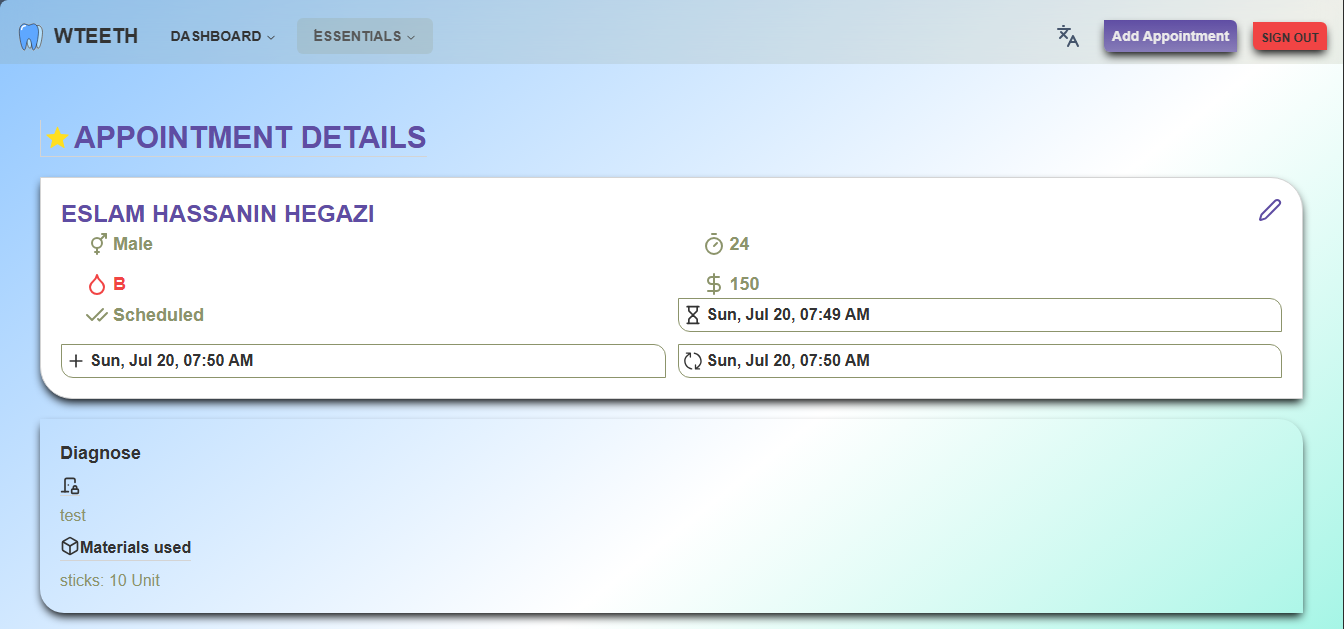 WTEETH DASHBOARD ESSENTIALS Add Appointment SIGN OUT
APPOINTMENT DETAILS
ESLAM HASSANIN HEGAZI
Male 24
B $ 150
Scheduled Sun, Jul 20, 07:49 AM
Sun, Jul 20, 07:50 AM Sun, Jul 20, 07:50 AM
Diagnose
test
Materials used
sticks: 10 Unit